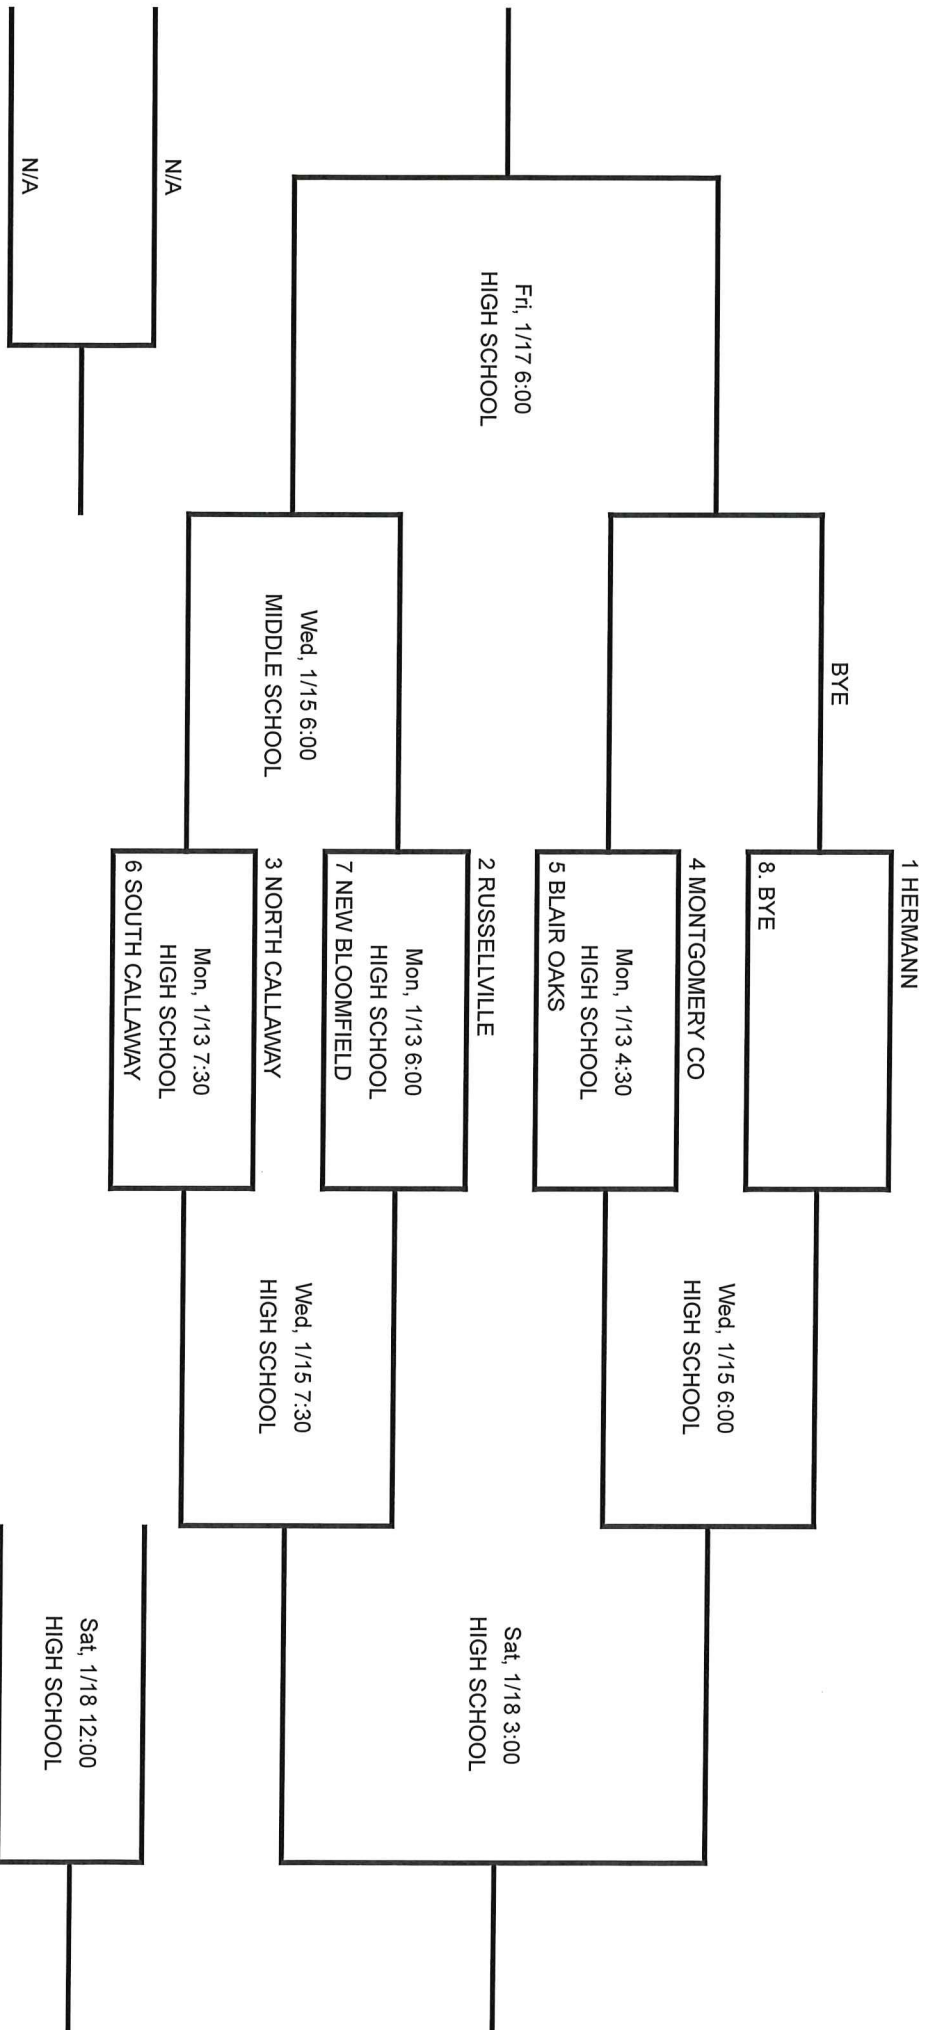 1 HERMANN
8. BYE
BYE
Wed, 1/15 6:00
HIGH SCHOOL
4 MONTGOMERY CO
Mon, 1/13 4:30
HIGH SCHOOL
5 BLAIR OAKS
Fri, 1/17 6:00
HIGH SCHOOL
Sat, 1/18 3:00
HIGH SCHOOL
2 RUSSELLVILLE
Mon, 1/13 6:00
HIGH SCHOOL
7 NEW BLOOMFIELD
Wed, 1/15 6:00
MIDDLE SCHOOL
Wed, 1/15 7:30
HIGH SCHOOL
3 NORTH CALLAWAY
Mon, 1/13 7:30
HIGH SCHOOL
6 SOUTH CALLAWAY
N/A
N/A
Sat, 1/18 12:00
HIGH SCHOOL